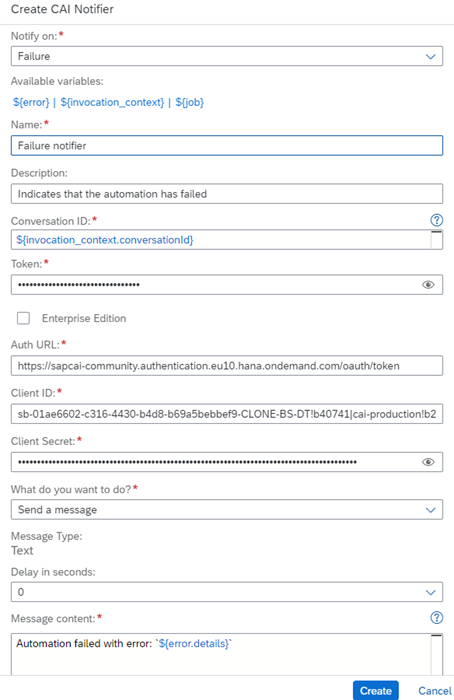 Create CAI Notifier
Notify on:*
Failure
Available variables:
${error} | ${invocation_context} | ${job}
Name:*
Failure notifier
Description:
Indicates that the automation has failed
Conversation ID:*
${invocation_context.conversationId}
Token:*
••••••••••••••••••••••••••••••••
Enterprise Edition
Auth URL:*
https://sapcai-community.authentication.eu10.hana.ondemand.com/oauth/token
Client ID:*
sb-01ae6602-c316-4430-b4d8-b69a5bebbef9-CLONE-BS-DT!b40741|cai-production!b2
Client Secret:*
••••••••••••••••••••••••••••••••••••••••••••••••••••••••••••••••••••••••••••••••
What do you want to do?*
Send a message
Message Type:
Text
Delay in seconds:
0
Message content:*
Automation failed with error: `${error.details}`
Create Cancel